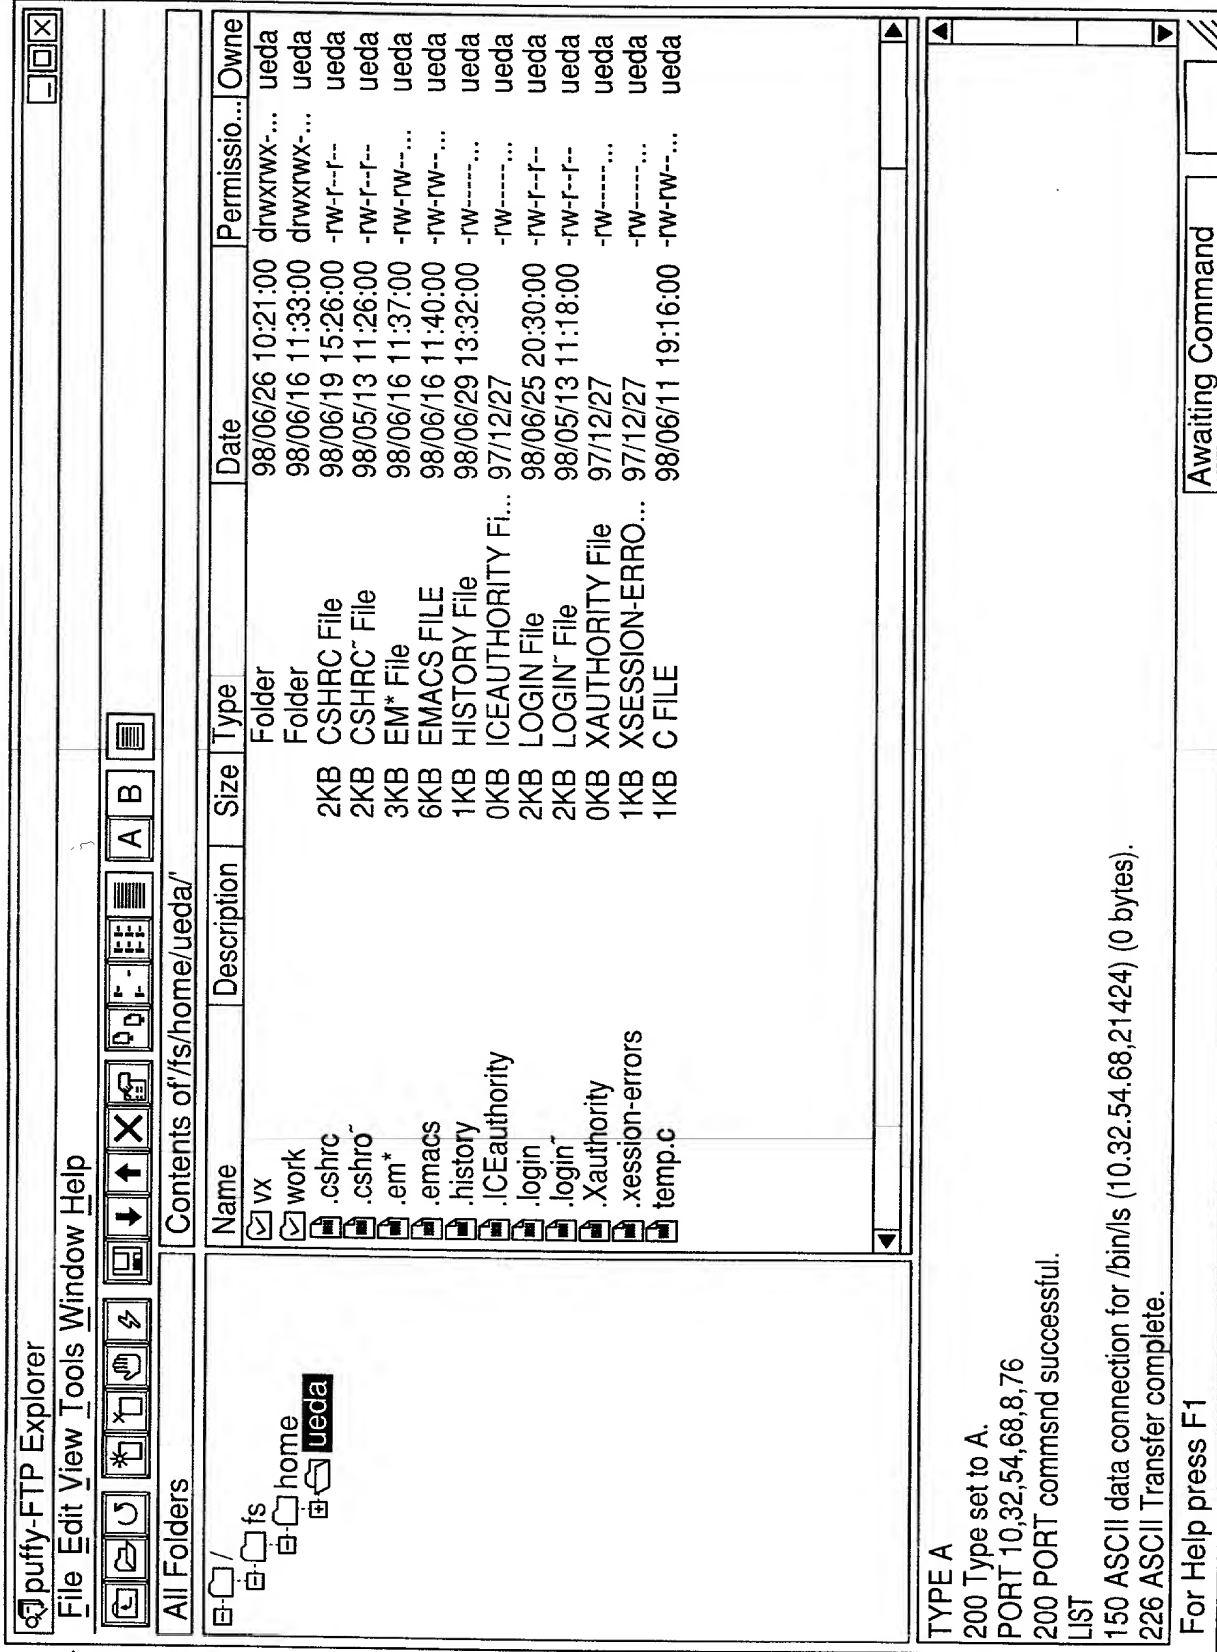 puffy-FTP Explorer
File Edit View Tools Window Help
A B
All Folders
Contents of'/fs/home/ueda/'
/
fs
home
ueda
Name Description Size Type Date Permissio... Owne
vx Folder 98/06/26 10:21:00 drwxrwx-... ueda
work Folder 98/06/16 11:33:00 drwxrwx-... ueda
.cshrc 2KB CSHRC File 98/06/19 15:26:00 -rw-r--r-- ueda
.cshro~ 2KB CSHRC~ File 98/05/13 11:26:00 -rw-r--r-- ueda
.em* 3KB EM* File 98/06/16 11:37:00 -rw-rw--... ueda
.emacs 6KB EMACS FILE 98/06/16 11:40:00 -rw-rw--... ueda
.history 1KB HISTORY File 98/06/29 13:32:00 -rw-----... ueda
.ICEauthority 0KB ICEAUTHORITY Fi... 97/12/27 -rw-----... ueda
.login 2KB LOGIN File 98/06/25 20:30:00 -rw-r--r-- ueda
.login~ 2KB LOGIN~ File 98/05/13 11:18:00 -rw-r--r-- ueda
.Xauthority 0KB XAUTHORITY File 97/12/27 -rw-----... ueda
.xession-errors 1KB XSESSION-ERRO... 97/12/27 -rw-----... ueda
temp.c 1KB C FILE 98/06/11 19:16:00 -rw-rw--... ueda
TYPE A
200 Type set to A.
PORT 10,32,54,68,8,76
200 PORT commsnd successful.
LIST
150 ASCII data connection for /bin/ls (10.32.54.68,21424) (0 bytes).
226 ASCII Transfer complete.
For Help press F1
Awaiting Command